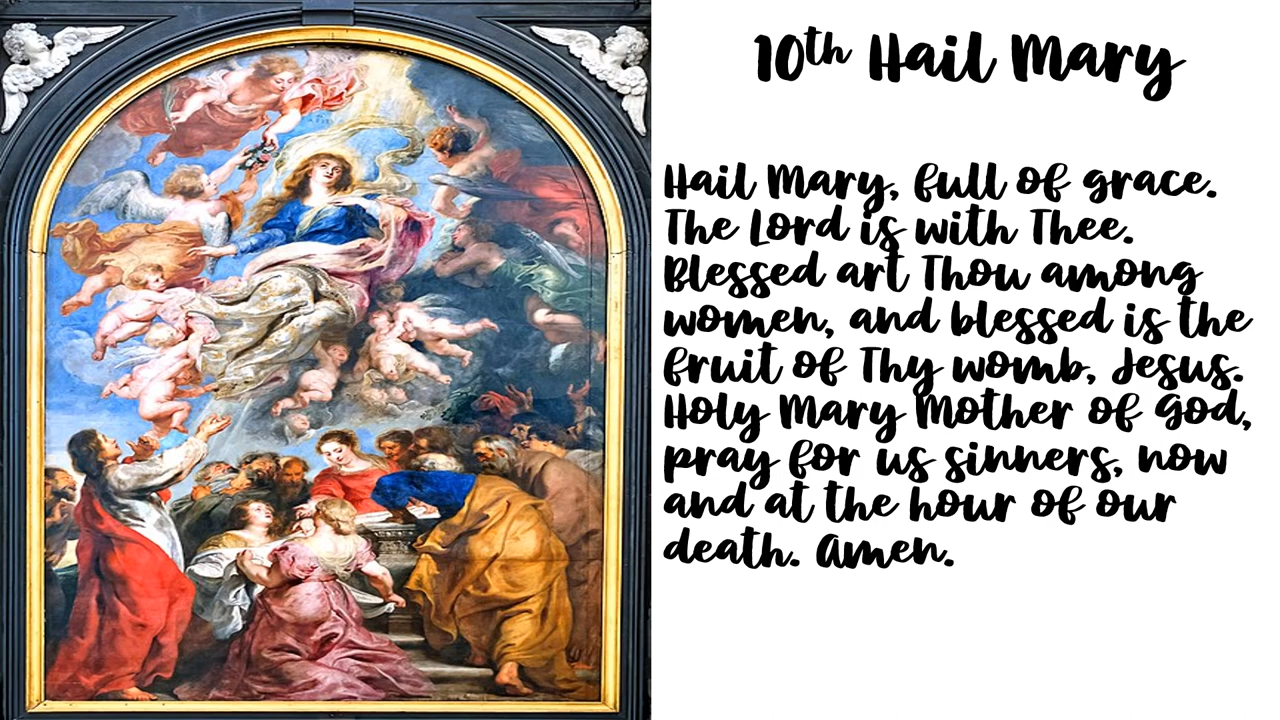 10th Hail Mary
Hail Mary, full of grace.
The Lord is with Thee.
Blessed art Thou among
women, and blessed is the
fruit of Thy womb, Jesus.
Holy Mary Mother of God,
pray for us sinners, now
and at the hour of our
death. Amen.